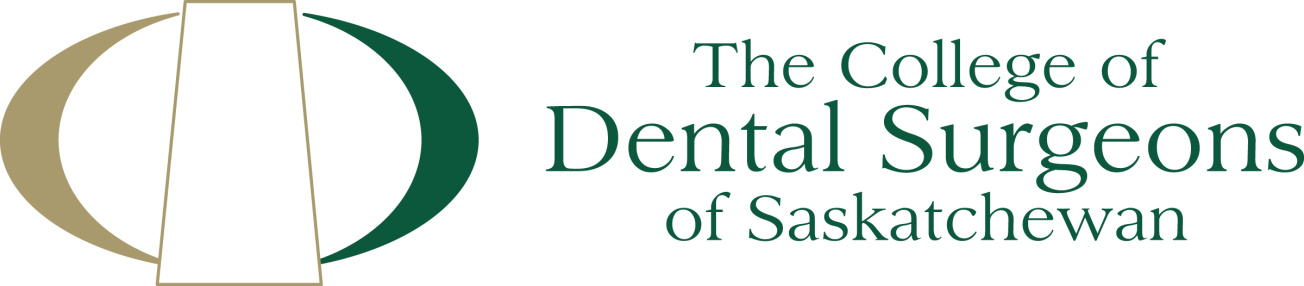 The College of
Dental Surgeons
of Saskatchewan